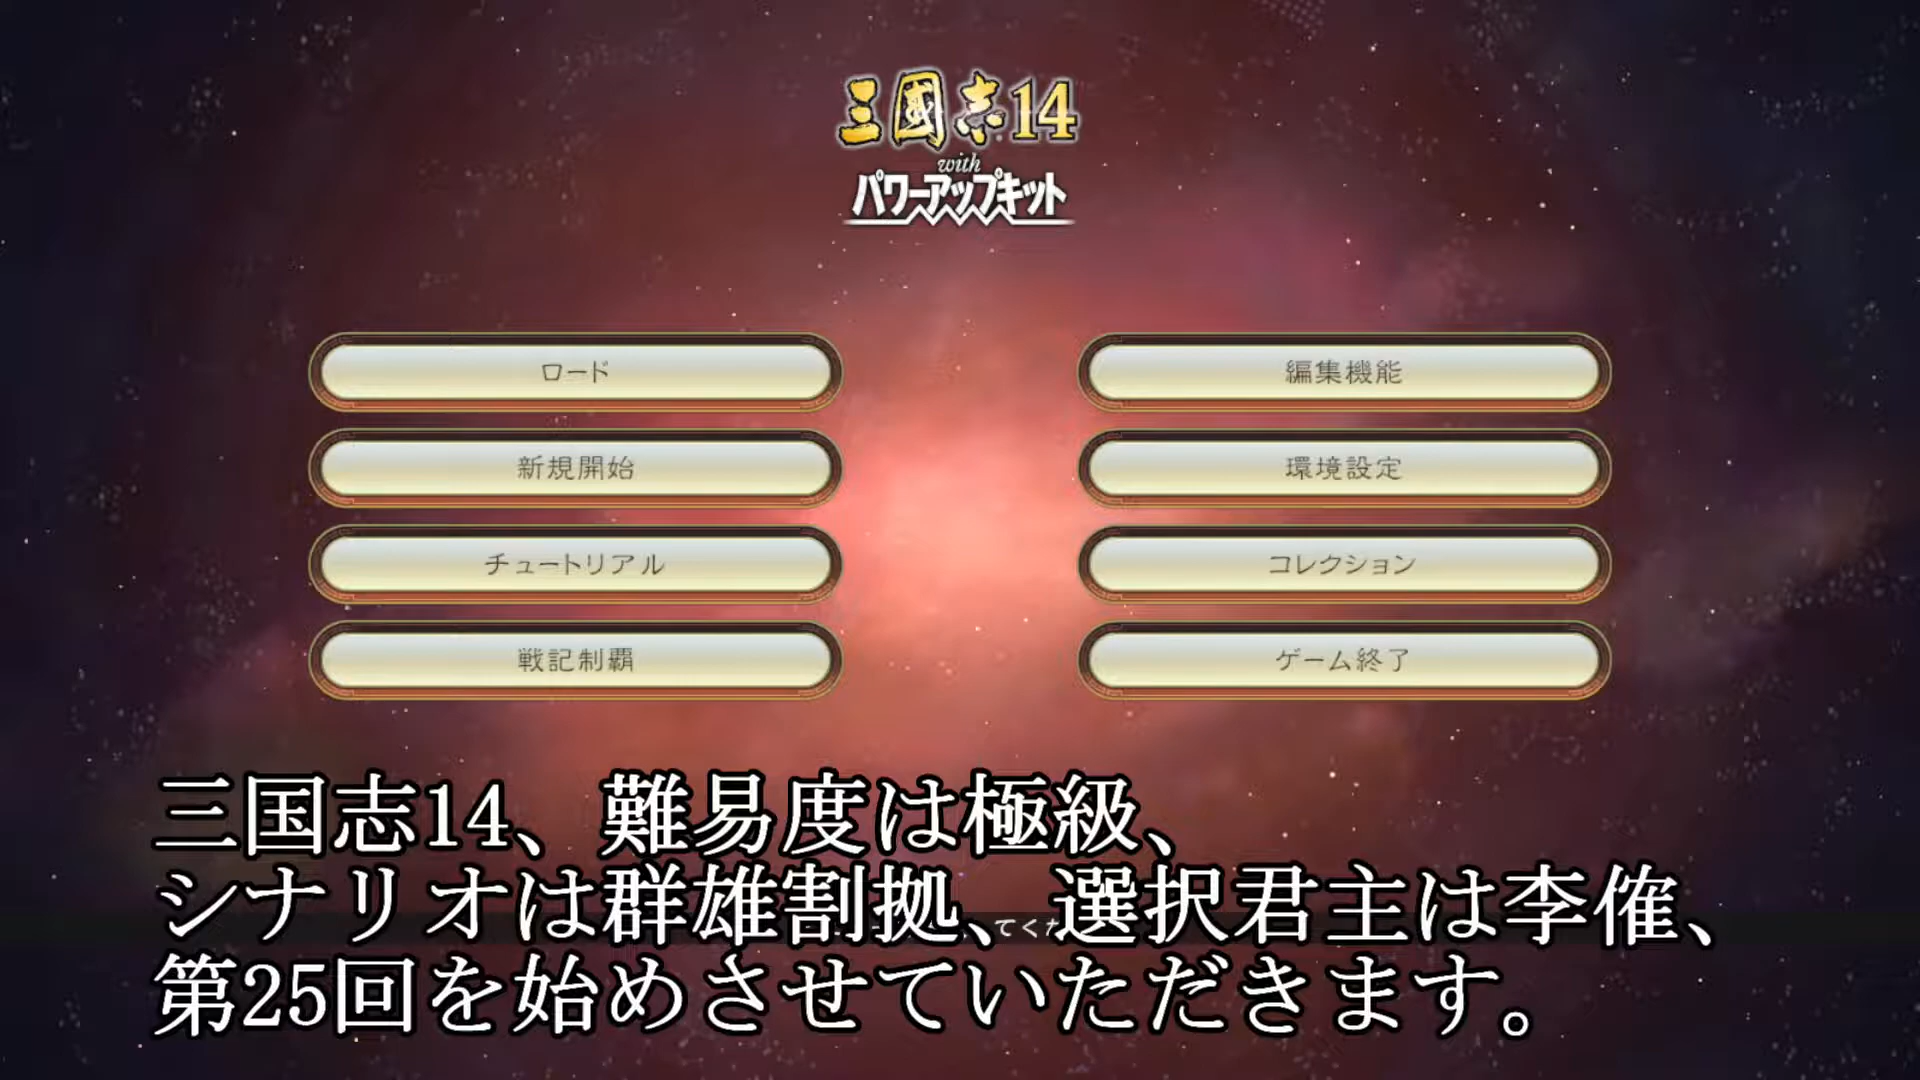 三國志14
with
パワーアップキット
ロード
編集機能
新規開始
環境設定
チュートリアル
コレクション
戦記制覇
ゲーム終了
三国志14、難易度は極級、
シナリオは群雄割拠、選択君主は李傕、
第25回を始めさせていただきます。